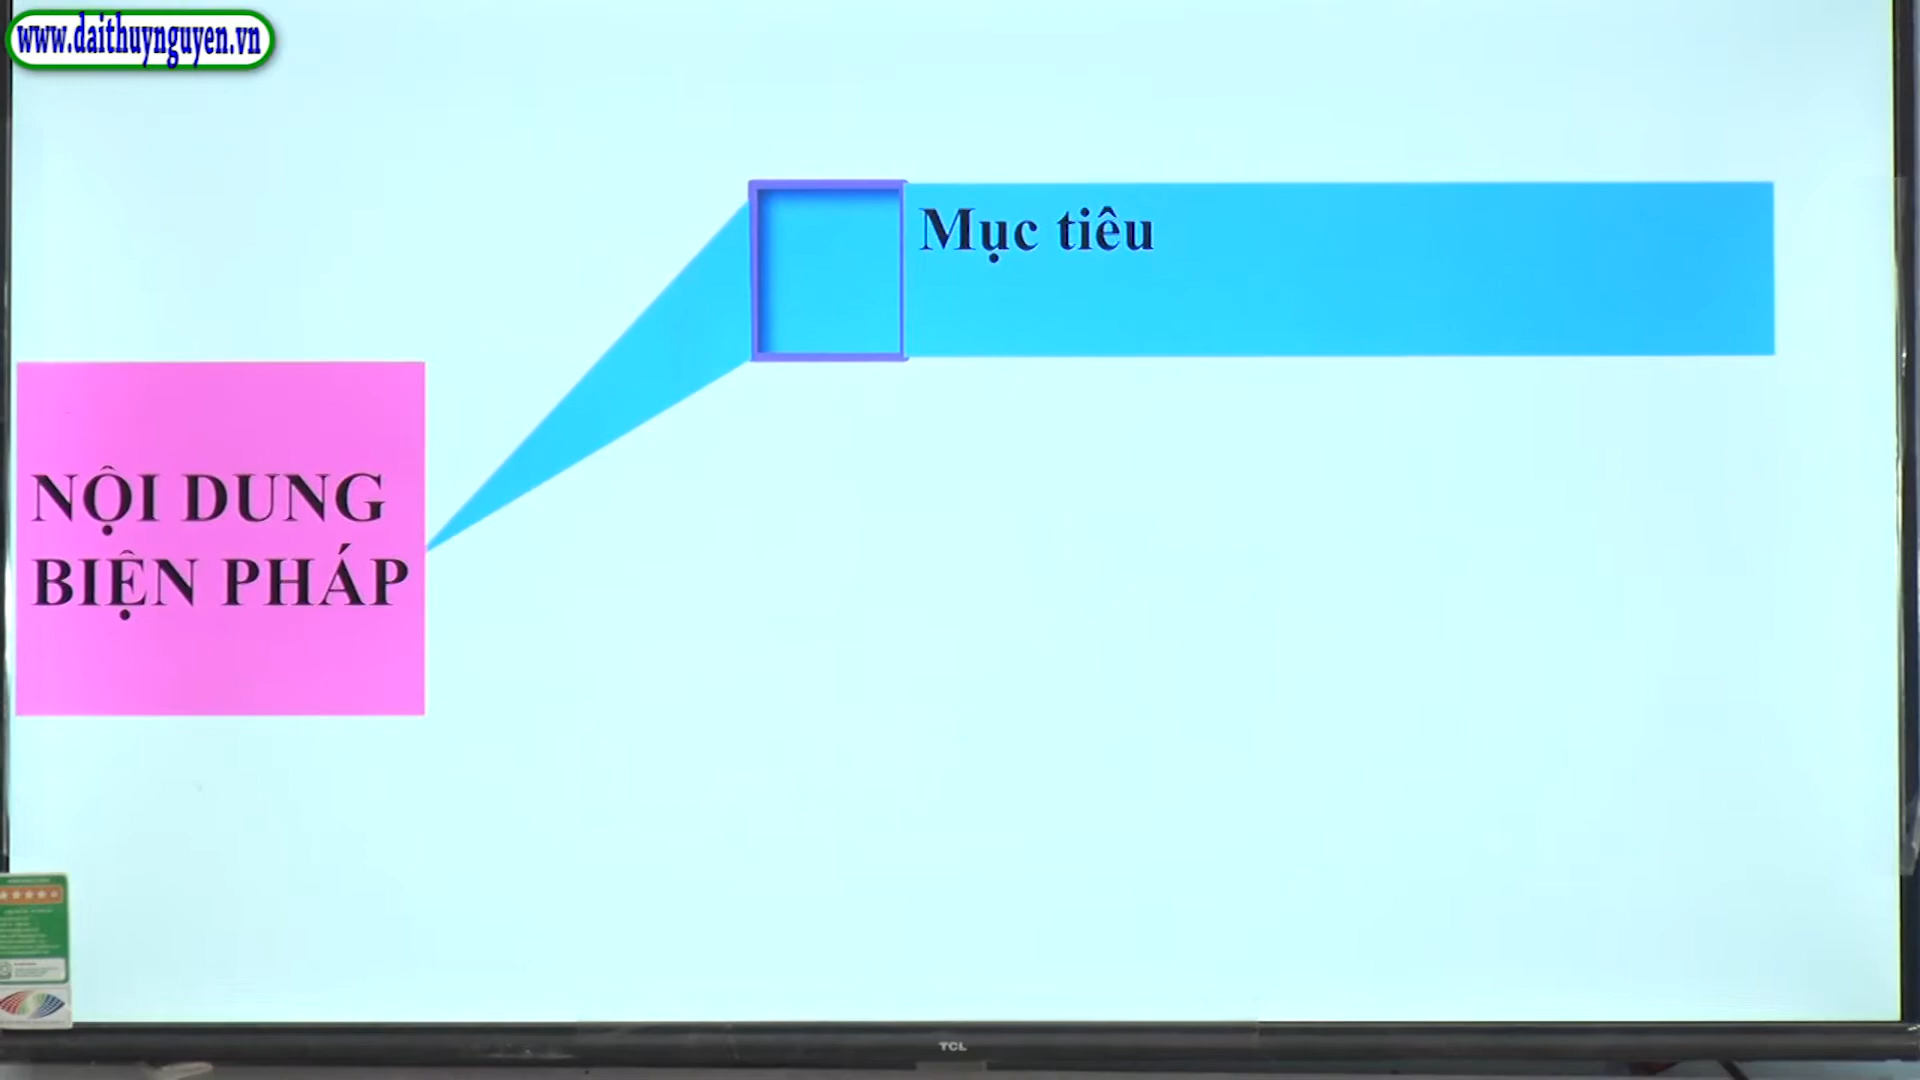 www.daithuynguyen.vn
Mục tiêu
NỘI DUNG
BIỆN PHÁP
TCL